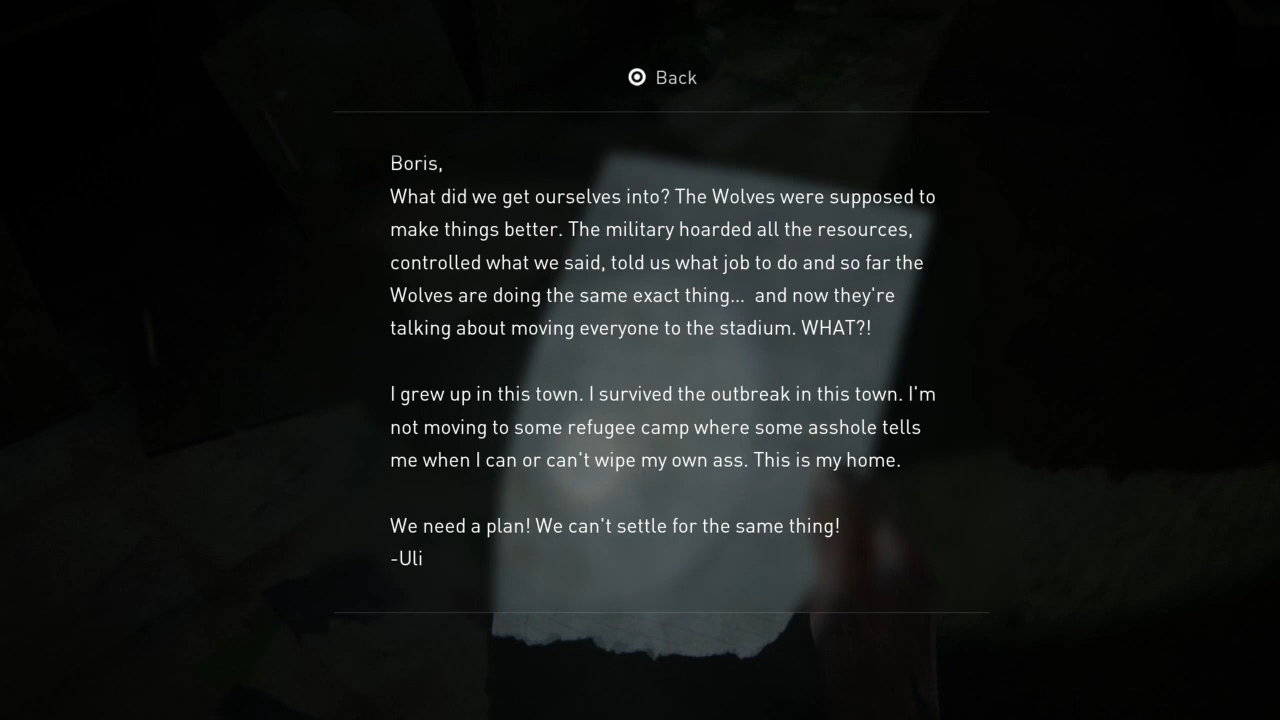 Back
Boris,
What did we get ourselves into? The Wolves were supposed to
make things better. The military hoarded all the resources,
controlled what we said, told us what job to do and so far the
Wolves are doing the same exact thing...  and now they're
talking about moving everyone to the stadium. WHAT?!
I grew up in this town. I survived the outbreak in this town. I'm
not moving to some refugee camp where some asshole tells
me when I can or can't wipe my own ass. This is my home.
We need a plan! We can't settle for the same thing!
-Uli